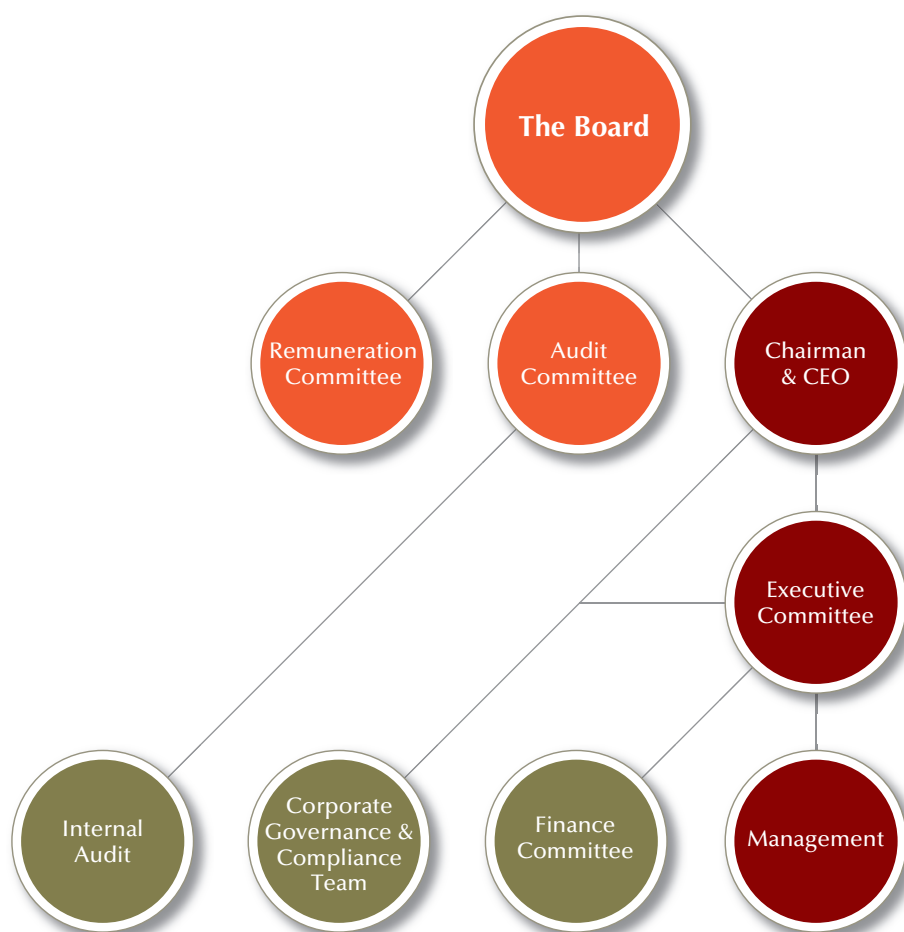 The Board
Remuneration
Committee
Audit
Committee
Chairman
& CEO
Executive
Committee
Internal
Audit
Corporate
Governance &
Compliance
Team
Finance
Committee
Management